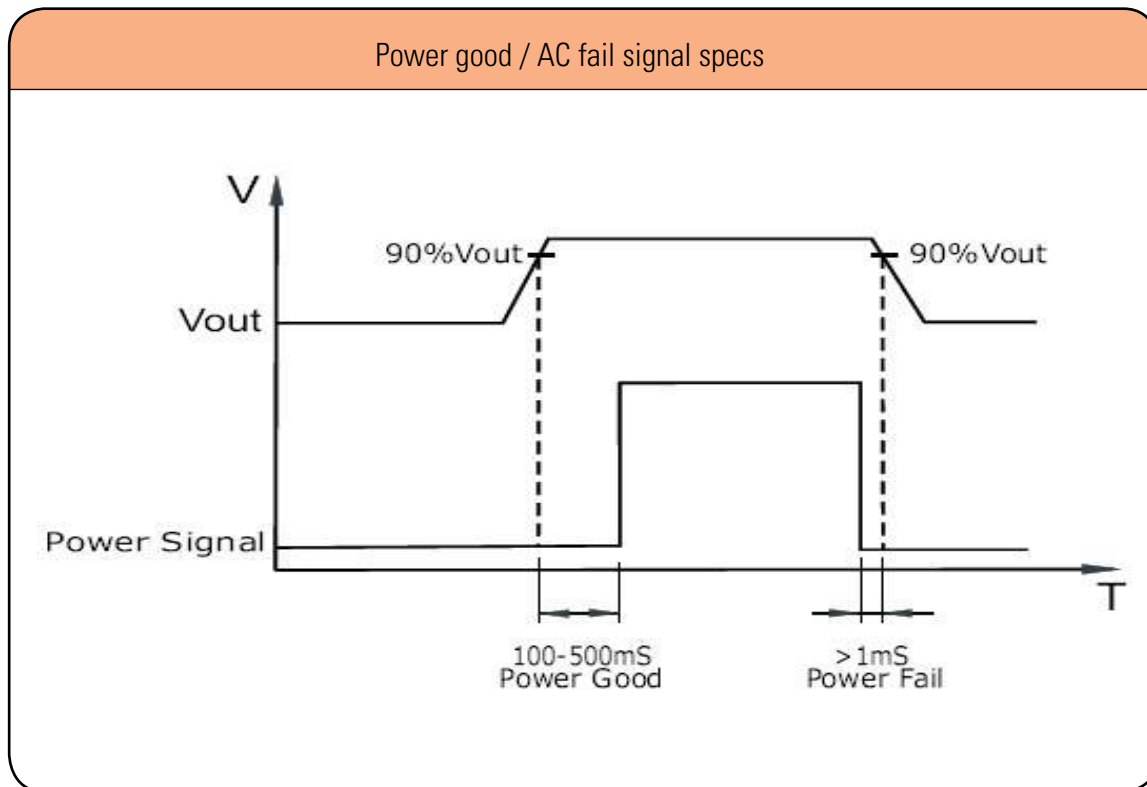 Power good / AC fail signal specs
V
90%Vout
90%Vout
Vout
Power Signal
T
100-500mS
Power Good
>1mS
Power Fail